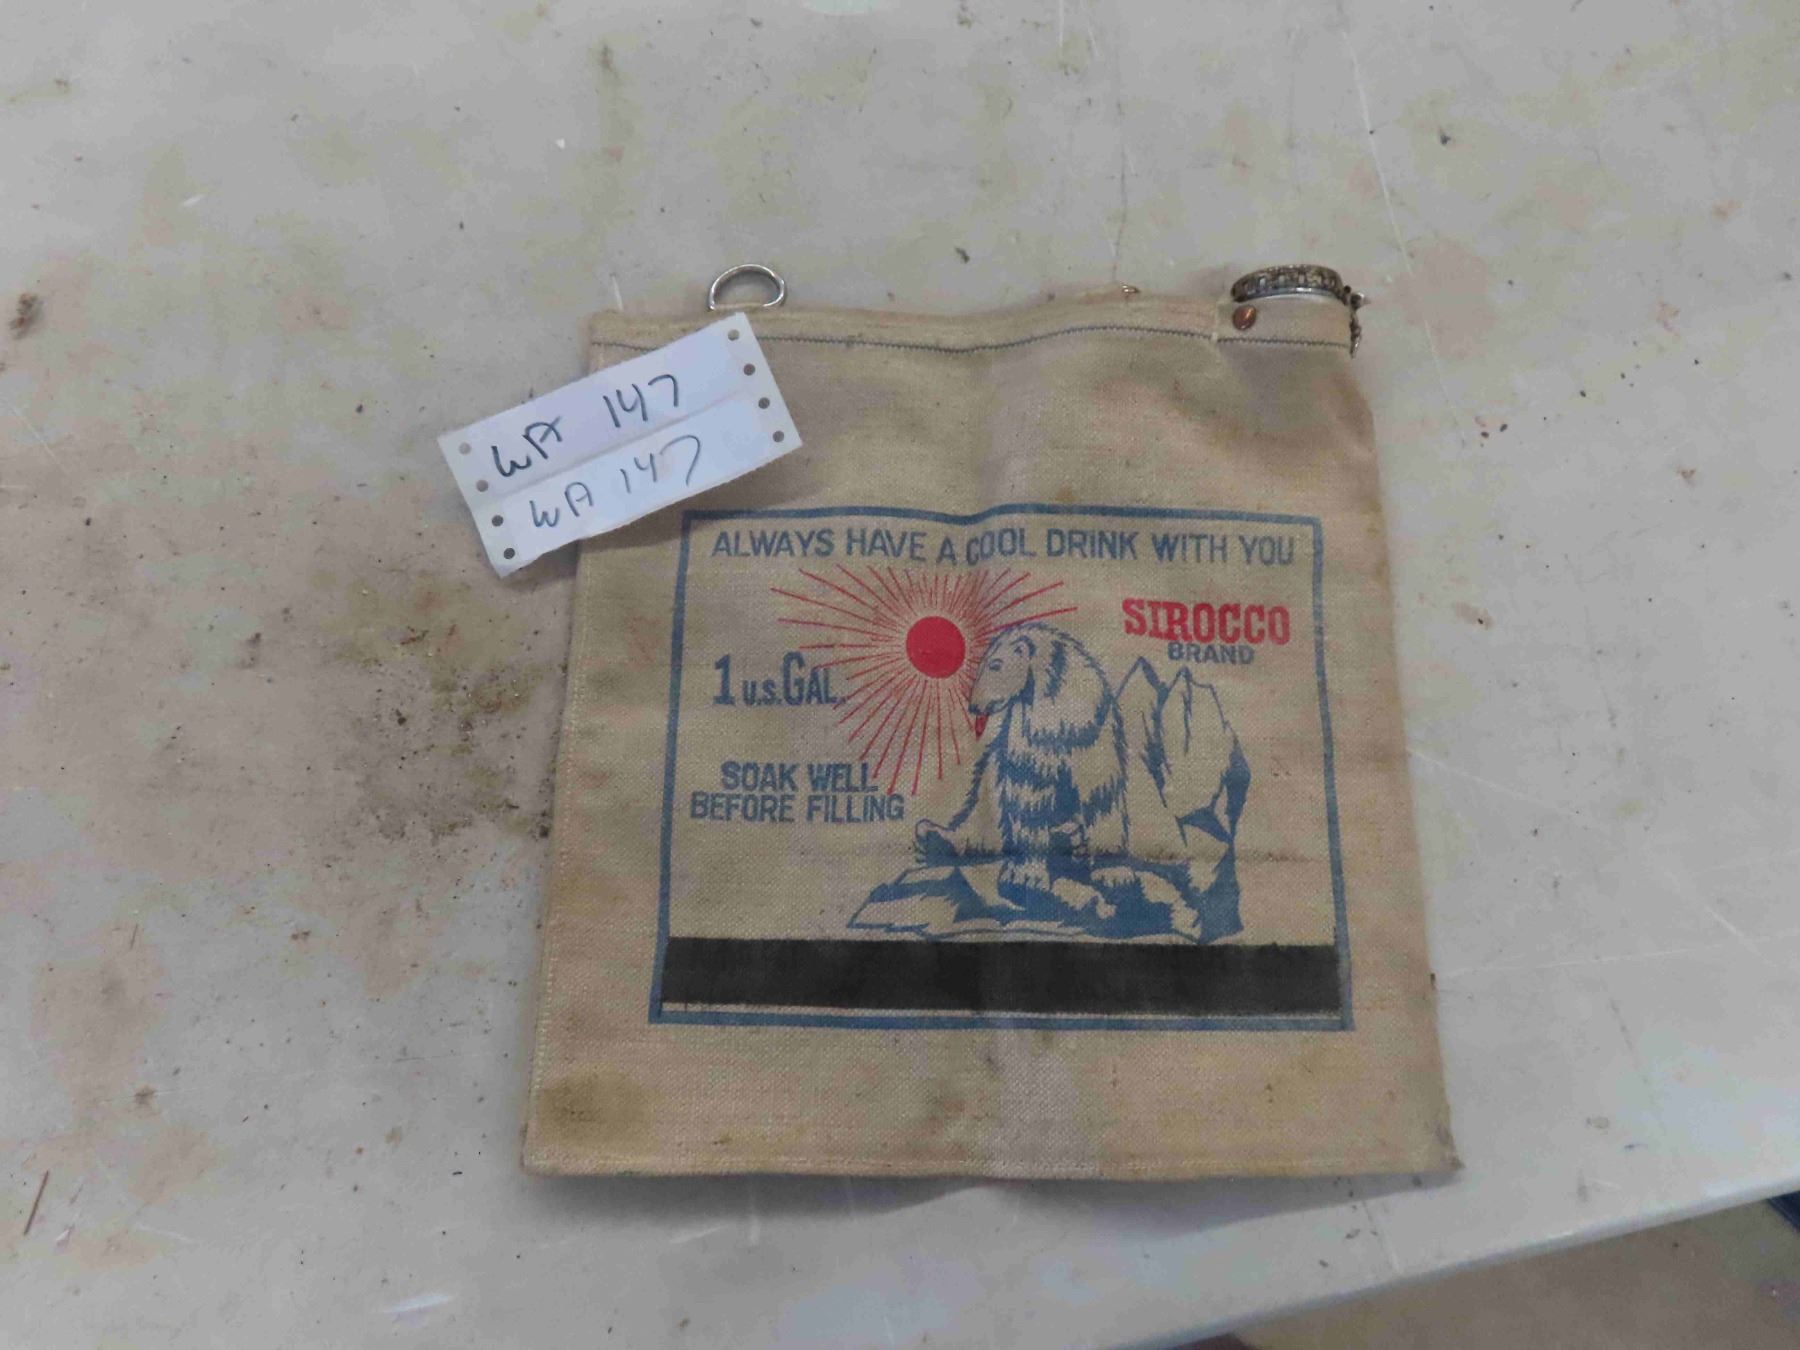 WA 147
WA 147
ALWAYS HAVE A COOL DRINK WITH YOU
SIROCCO
BRAND
1 U.S. GAL.
SOAK WELL
BEFORE FILLING